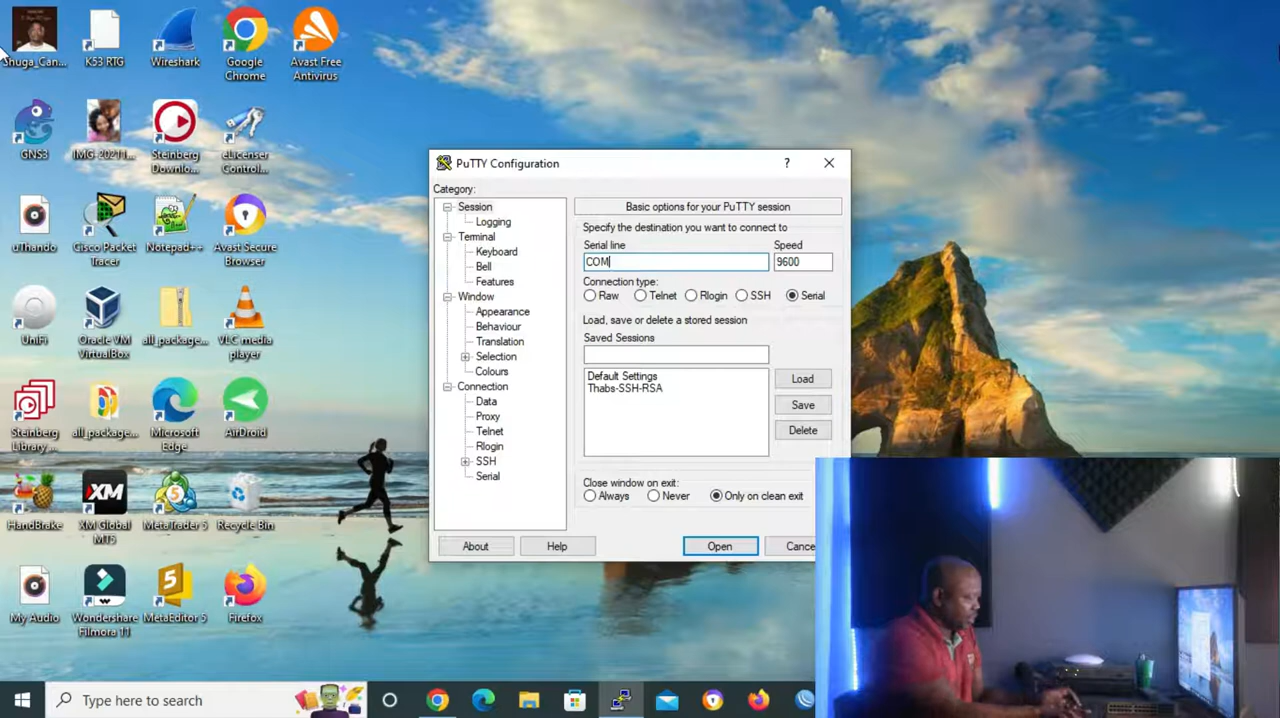 Shuga_Can...
K53 RTG
Wireshark
Google
Chrome
Avast Free
Antivirus
GNS3
IMG-20211...
Steinberg
Downlo...
eLicenser
Control...
uThando
Cisco Packet
Tracer
Notepad++
Avast Secure
Browser
UniFi
Oracle VM
VirtualBox
all_package...
VLC media
player
Steinberg
Library...
all_package...
Microsoft
Edge
AirDroid
HandBrake
XM
XM Global
MT5
MetaTrader 5
Recycle Bin
My Audio
Wondershare
Filmora 11
MetaEditor 5
Firefox
PuTTY Configuration
?
Category:
Session
Logging
Terminal
Keyboard
Bell
Features
Window
Appearance
Behaviour
Translation
Selection
Colours
Connection
Data
Proxy
Telnet
Rlogin
SSH
Serial
Basic options for your PuTTY session
Specify the destination you want to connect to
Serial line Speed
COM 9600
Connection type:
Raw Telnet Rlogin SSH Serial
Load, save or delete a stored session
Saved Sessions
Default Settings
Thabs-SSH-RSA
Load
Save
Delete
Close window on exit:
Always Never Only on clean exit
About Help Open Cance
Type here to search